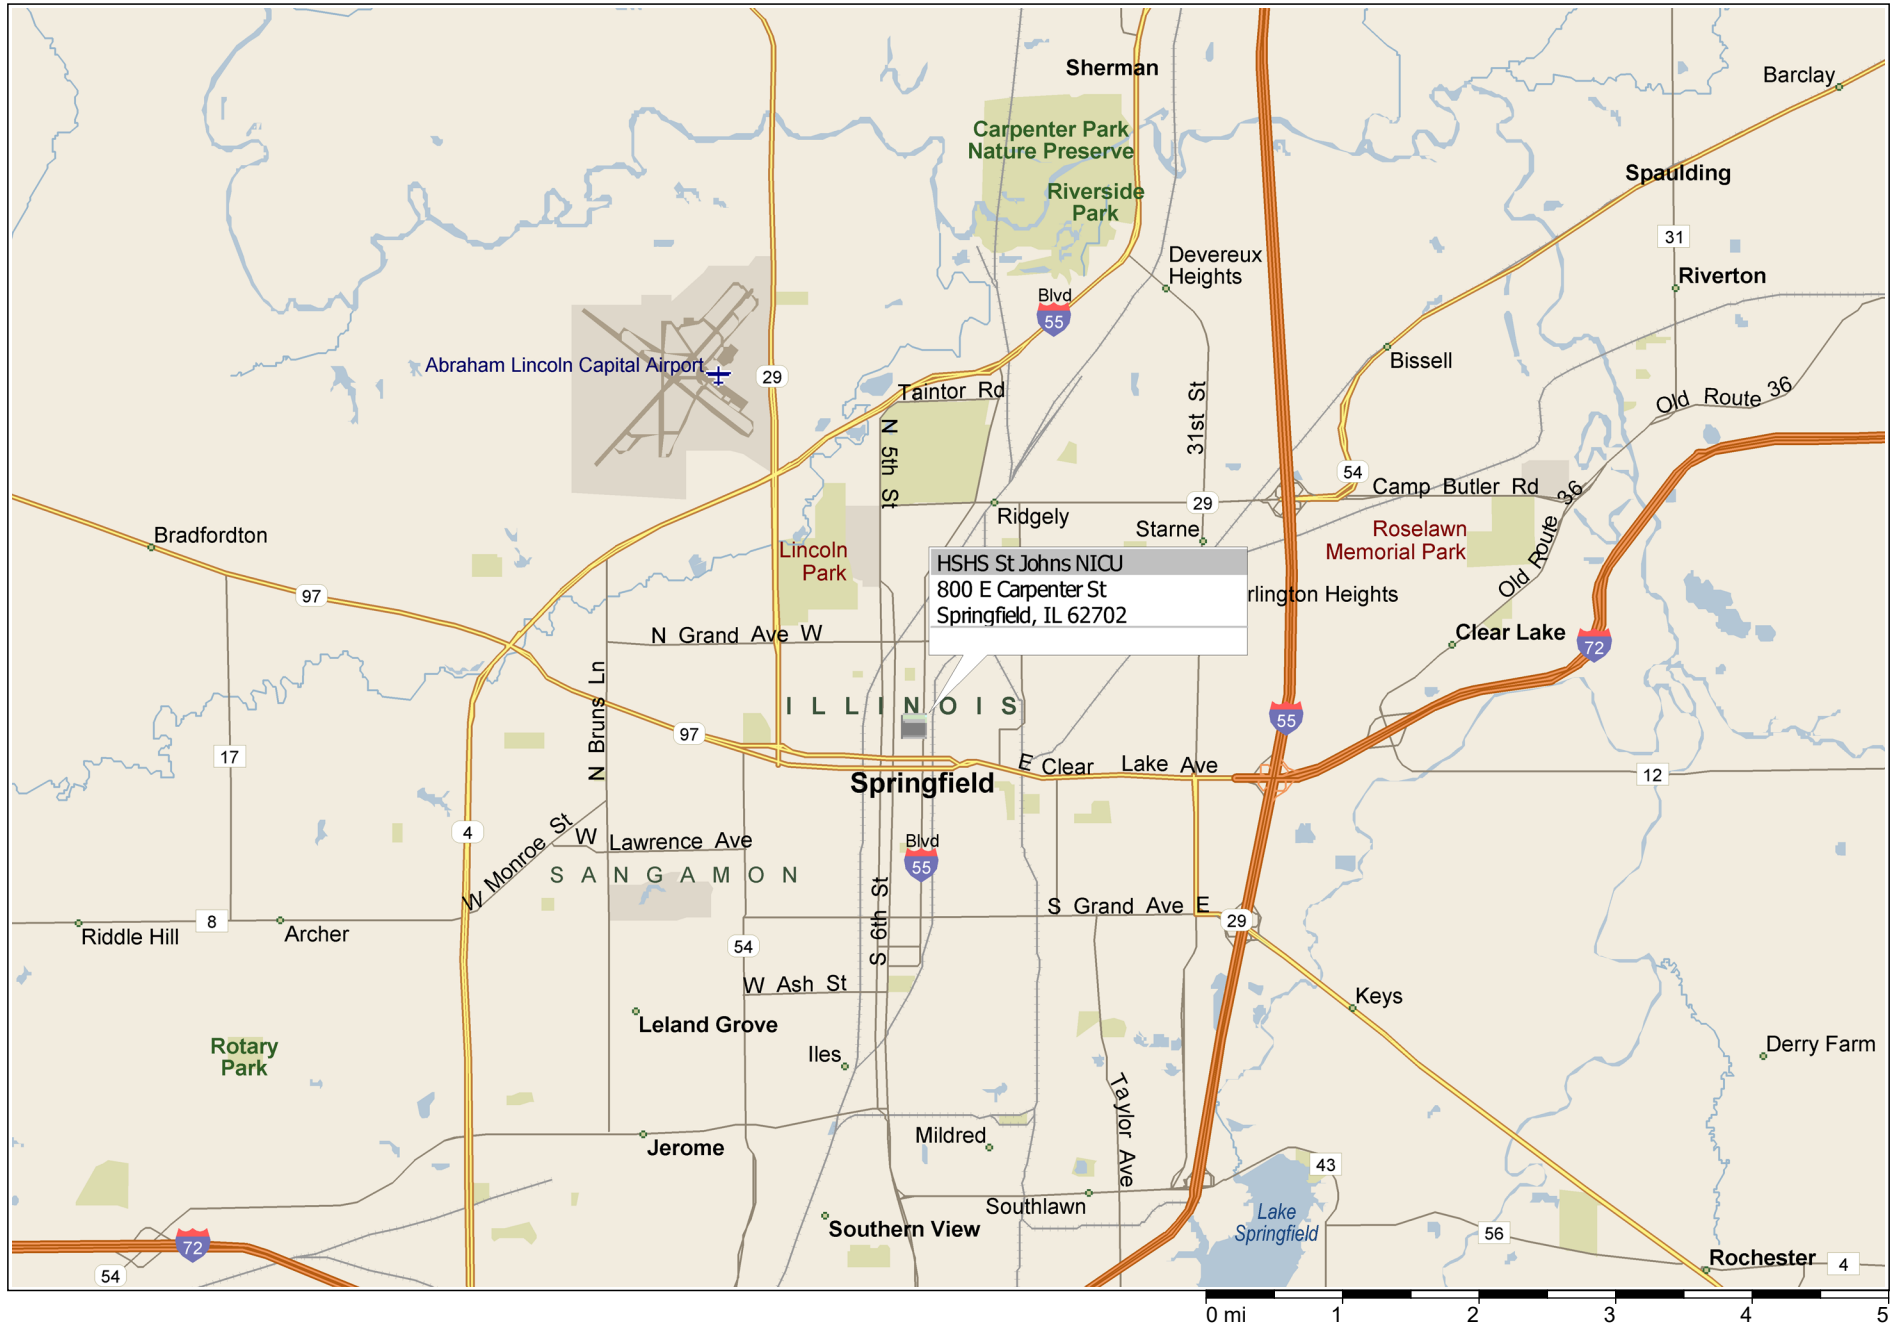 Sherman
Barclay
Carpenter Park
Nature Preserve
Spaulding
Riverside
Park
31
Devereux
Heights
Riverton
Blvd
55
Bissell
Abraham Lincoln Capital Airport
29
Taintor Rd
Old Route 36
31st St
N 5th St
54
Camp Butler Rd
29
Ridgely
Starne
Roselawn
Memorial Park
Old Route 36
Bradfordton
Lincoln
Park
HSHS St Johns NICU
800 E Carpenter St
Springfield, IL 62702
rlington Heights
97
N Grand Ave W
Clear Lake
72
N Bruns Ln
ILLINOIS
55
97
17
E Clear Lake Ave
12
Springfield
4
W Monroe St
W Lawrence Ave
Blvd
55
SANGAMON
S 6th St
S Grand Ave E
29
8
Riddle Hill
Archer
54
W Ash St
Keys
Leland Grove
Rotary
Park
Iles
Derry Farm
Taylor Ave
Mildred
Jerome
43
Southlawn
Lake
Springfield
Southern View
72
56
54
Rochester
4
0 mi 1 2 3 4 5